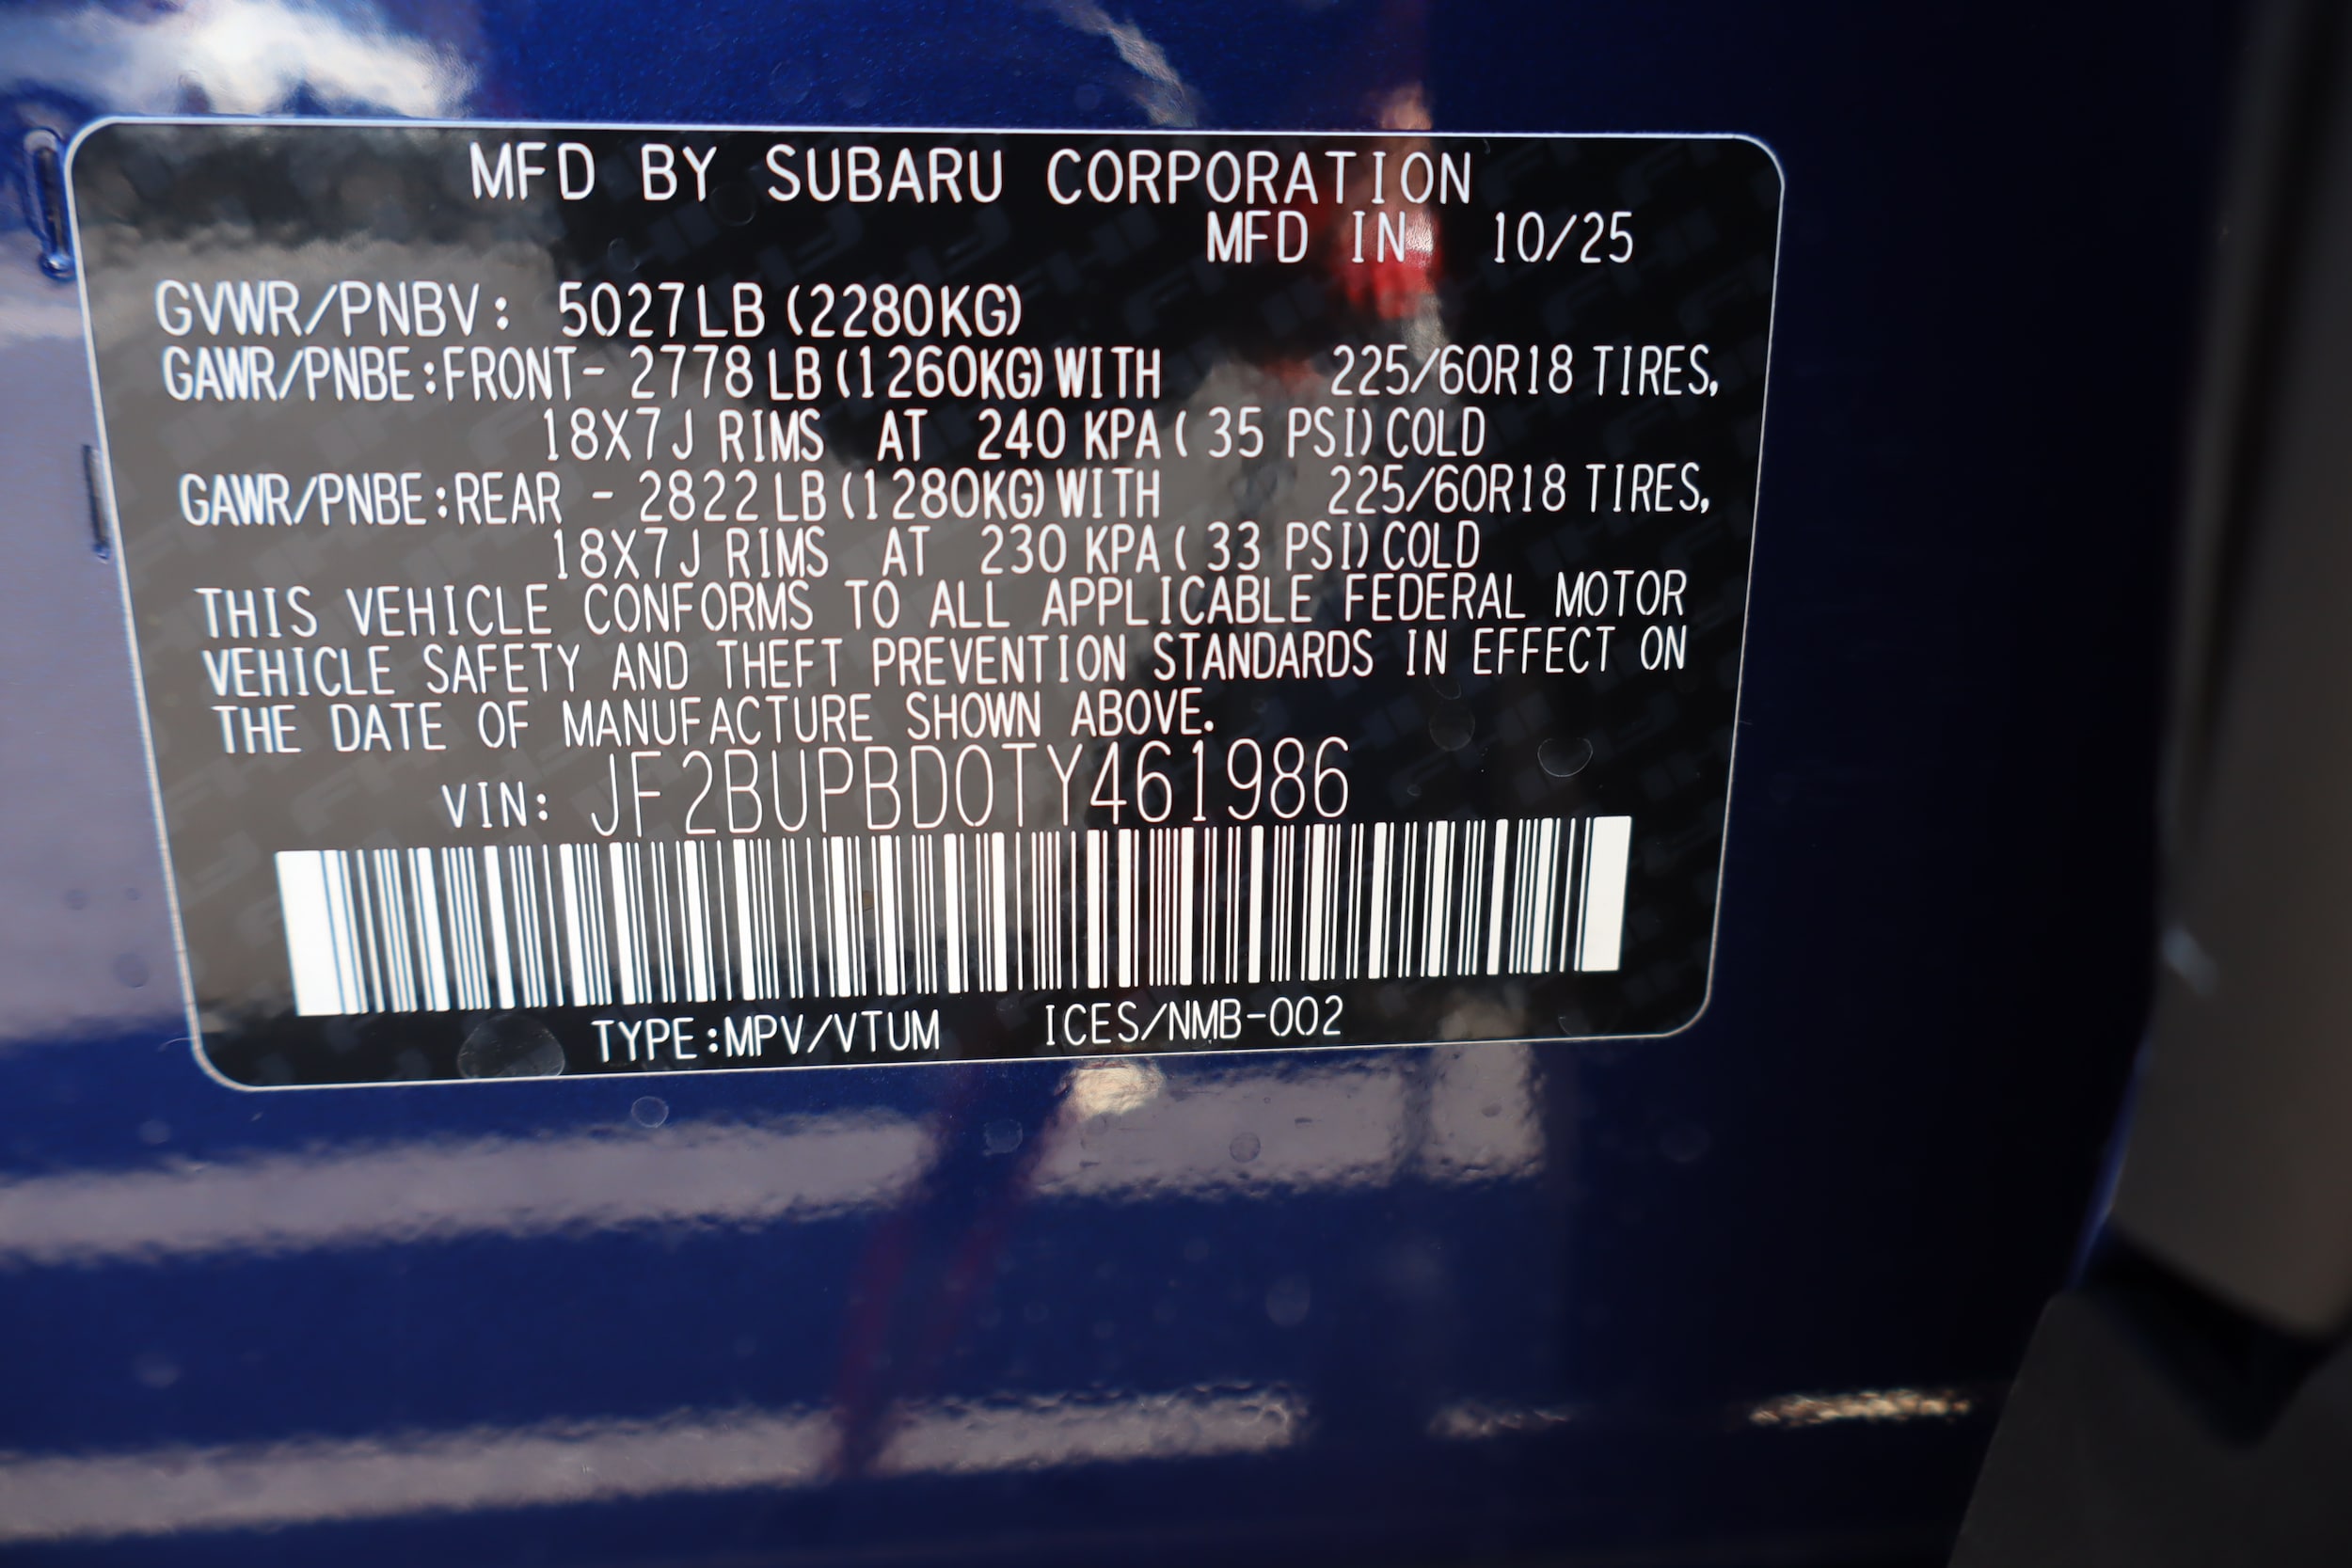 MFD BY SUBARU CORPORATION
MFD IN 10/25
GVWR/PNBV: 5027LB (2280KG)
GAWR/PNBE:FRONT- 2778 LB (1260KG) WITH 225/60R18 TIRES,
18X7J RIMS AT 240 KPA ( 35 PSI) COLD
GAWR/PNBE:REAR - 2822 LB (1280KG) WITH 225/60R18 TIRES,
18X7J RIMS AT 230 KPA ( 33 PSI) COLD
THIS VEHICLE CONFORMS TO ALL APPLICABLE FEDERAL MOTOR
VEHICLE SAFETY AND THEFT PREVENTION STANDARDS IN EFFECT ON
THE DATE OF MANUFACTURE SHOWN ABOVE.
VIN: JF2BUPBD0TY461986
TYPE:MPV/VTUM ICES/NMB-002